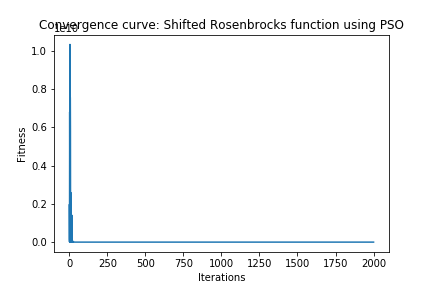 Convergence curve: Shifted Rosenbrocks function using PSO
1e10
1.0
0.8
0.6
0.4
0.2
0.0
Fitness
0 250 500 750 1000 1250 1500 1750 2000
Iterations